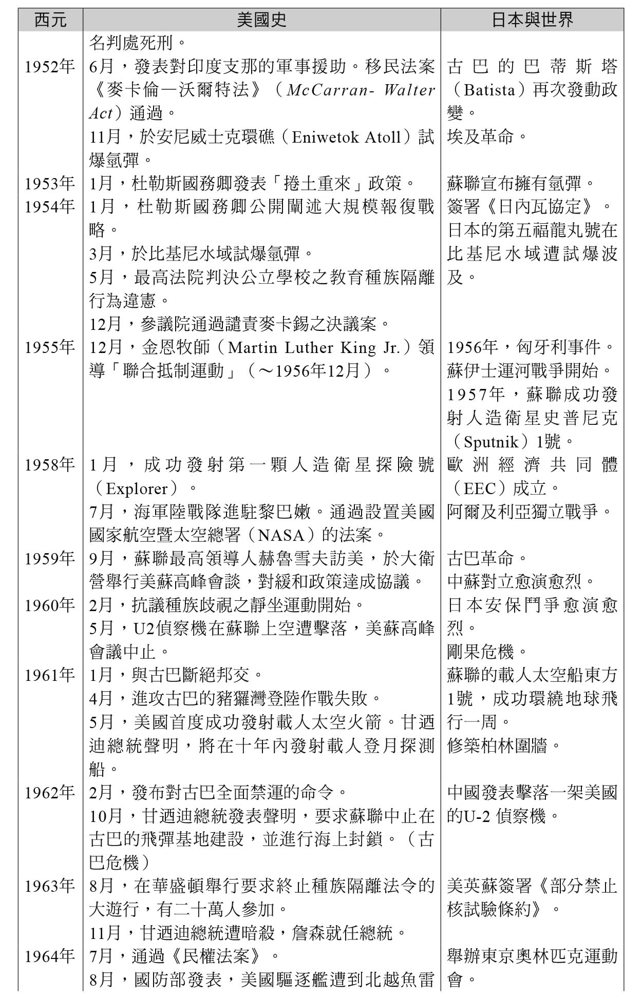 西元 美國史 日本與世界
名判處死刑。
1952年 6月，發表對印度支那的軍事援助。移民法案 古巴的巴蒂斯塔
《麥卡倫—沃爾特法》（McCarran- Walter （Batista）再次發動政
Act）通過。 變。
11月，於安尼威士克環礁（Eniwetok Atoll）試 埃及革命。
爆氫彈。
1953年 1月，杜勒斯國務卿發表「捲土重來」政策。 蘇聯宣布擁有氫彈。
1954年 1月，杜勒斯國務卿公開闡述大規模報復戰 簽署《日內瓦協定》。
略。 日本的第五福龍丸號在
3月，於比基尼水域試爆氫彈。 比基尼水域遭試爆波
5月，最高法院判決公立學校之教育種族隔離 及。
行為違憲。
12月，參議院通過譴責麥卡錫之決議案。
1955年 12月，金恩牧師（Martin Luther King Jr.）領 1956年，匈牙利事件。
導「聯合抵制運動」（～1956年12月）。 蘇伊士運河戰爭開始。
1957年，蘇聯成功發
射人造衛星史普尼克
（Sputnik）1號。
1958年 1月，成功發射第一顆人造衛星探險號 歐洲經濟共同體
（Explorer）。 （EEC）成立。
7月，海軍陸戰隊進駐黎巴嫩。通過設置美國 阿爾及利亞獨立戰爭。
國家航空暨太空總署（NASA）的法案。
1959年 9月，蘇聯最高領導人赫魯雪夫訪美，於大衛 古巴革命。
營舉行美蘇高峰會談，對緩和政策達成協議。 中蘇對立愈演愈烈。
1960年 2月，抗議種族歧視之靜坐運動開始。 日本安保鬥爭愈演愈
5月，U2偵察機在蘇聯上空遭擊落，美蘇高峰 烈。
會議中止。 剛果危機。
1961年 1月，與古巴斷絕邦交。 蘇聯的載人太空船東方
4月，進攻古巴的豬玀灣登陸作戰失敗。 1號，成功環繞地球飛
5月，美國首度成功發射載人太空火箭。甘迺 行一周。
迪總統聲明，將在十年內發射載人登月探測 修築柏林圍牆。
船。
1962年 2月，發布對古巴全面禁運的命令。 中國發表擊落一架美國
10月，甘迺迪總統發表聲明，要求蘇聯中止在 的U-2 偵察機。
古巴的飛彈基地建設，並進行海上封鎖。（古
巴危機）
1963年 8月，在華盛頓舉行要求終止種族隔離法令的 美英蘇簽署《部分禁止
大遊行，有二十萬人參加。 核試驗條約》。
11月，甘迺迪總統遭暗殺，詹森就任總統。
1964年 7月，通過《民權法案》。 舉辦東京奧林匹克運動
8月，國防部發表，美國驅逐艦遭到北越魚雷 會。